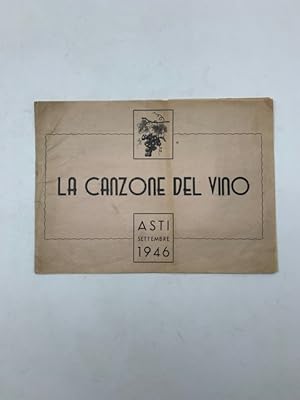 LA CANZONE DEL VINO
ASTI
SETTEMBRE
1946